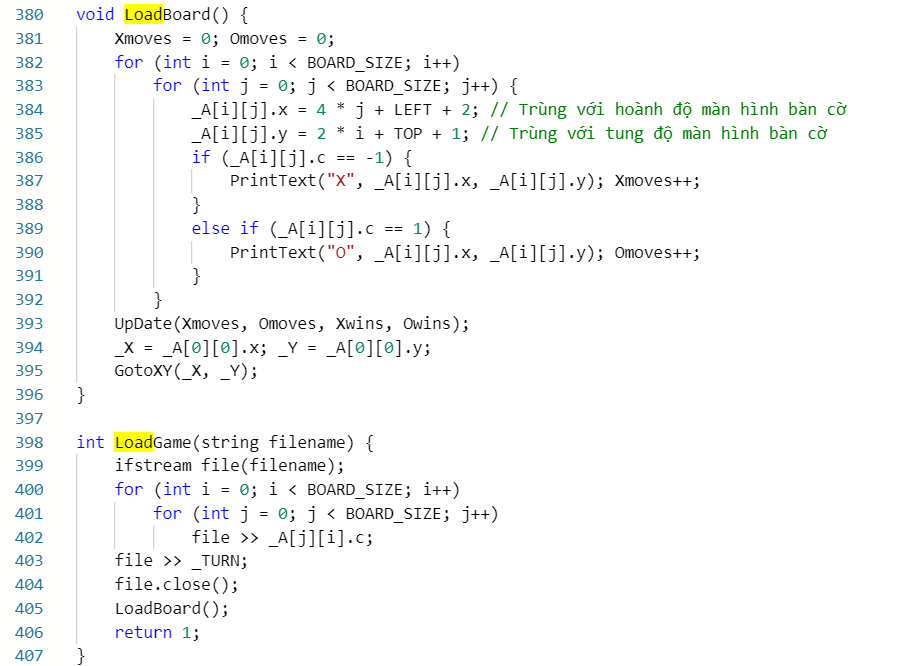 380 void LoadBoard() {
381     Xmoves = 0; Omoves = 0;
382     for (int i = 0; i < BOARD_SIZE; i++)
383         for (int j = 0; j < BOARD_SIZE; j++) {
384             _A[i][j].x = 4 * j + LEFT + 2; // Trùng với hoành độ màn hình bàn cờ
385             _A[i][j].y = 2 * i + TOP + 1; // Trùng với tung độ màn hình bàn cờ
386             if (_A[i][j].c == -1) {
387                 PrintText("X", _A[i][j].x, _A[i][j].y); Xmoves++;
388             }
389             else if (_A[i][j].c == 1) {
390                 PrintText("O", _A[i][j].x, _A[i][j].y); Omoves++;
391             }
392         }
393     UpDate(Xmoves, Omoves, Xwins, Owins);
394     _X = _A[0][0].x; _Y = _A[0][0].y;
395     GotoXY(_X, _Y);
396 }
397
398 int LoadGame(string filename) {
399     ifstream file(filename);
400     for (int i = 0; i < BOARD_SIZE; i++)
401         for (int j = 0; j < BOARD_SIZE; j++)
402             file >> _A[j][i].c;
403     file >> _TURN;
404     file.close();
405     LoadBoard();
406     return 1;
407 }